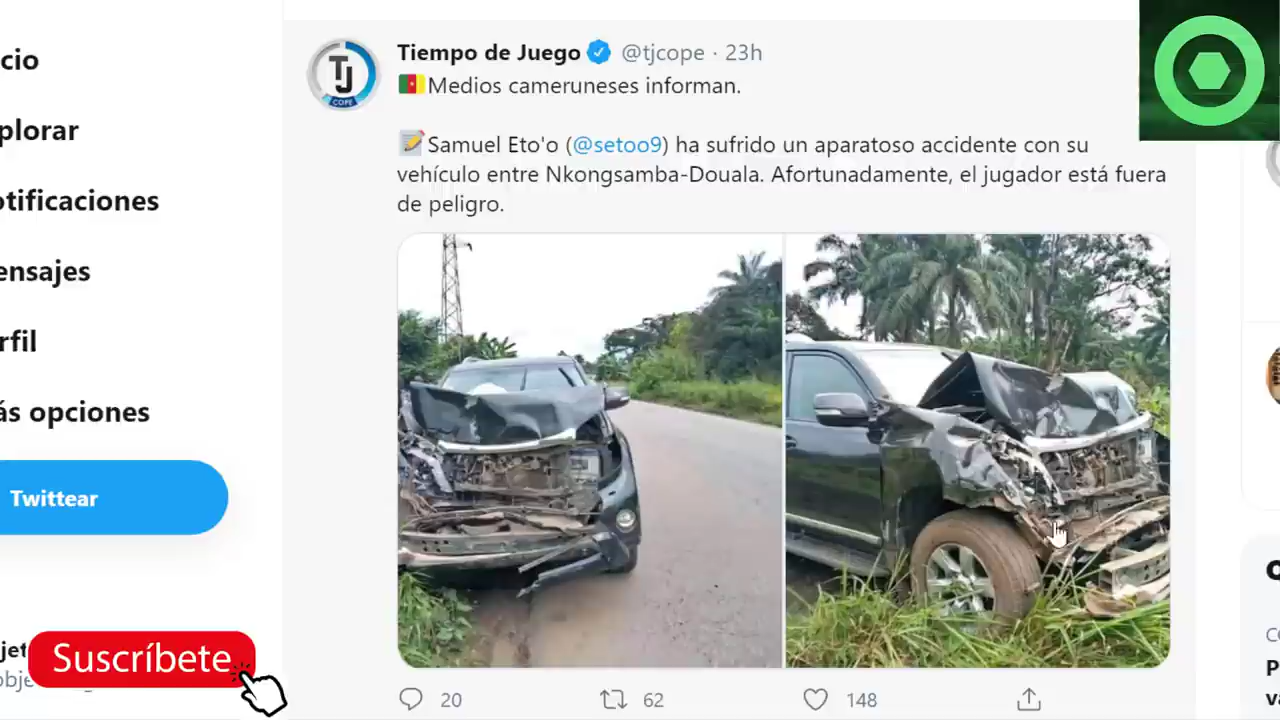 cio
plorar
otificaciones
ensajes
rfil
ás opciones
Twittear
TJ
COPE
Tiempo de Juego @tjcope · 23h
Medios cameruneses informan.
Samuel Eto'o (@setoo9) ha sufrido un aparatoso accidente con su
vehículo entre Nkongsamba-Douala. Afortunadamente, el jugador está fuera
de peligro.
20 62 148
Suscríbete